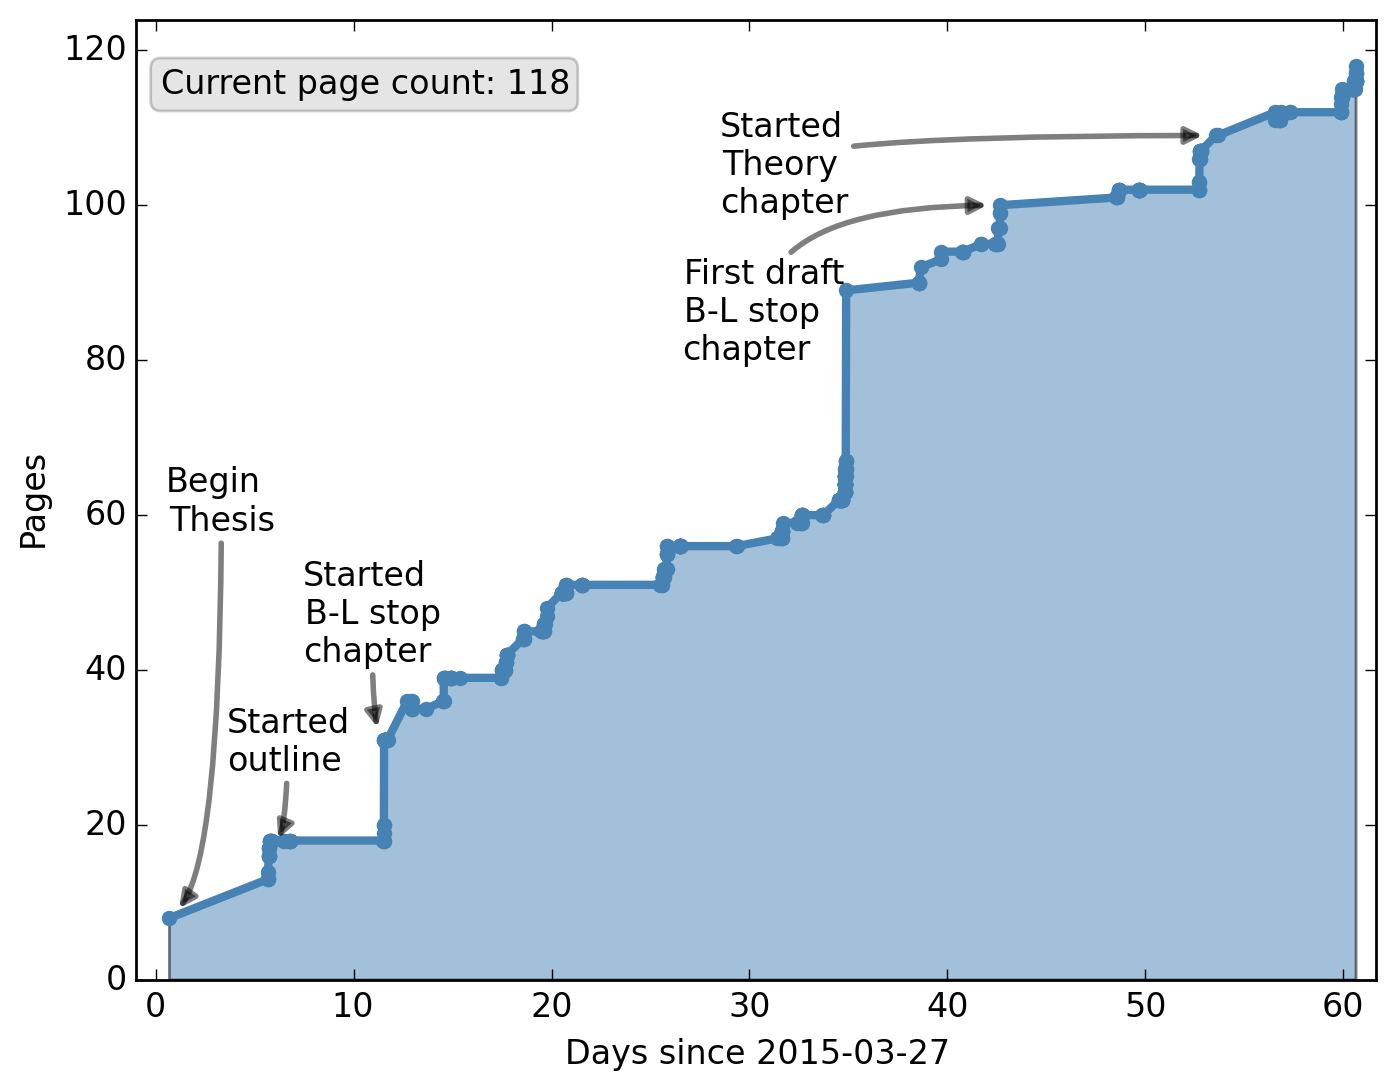 Current page count: 118
Started
Theory
chapter
First draft
B-L stop
chapter
Begin
Thesis
Started
B-L stop
chapter
Started
outline
120
100
80
60
40
20
0
Pages
0 10 20 30 40 50 60
Days since 2015-03-27